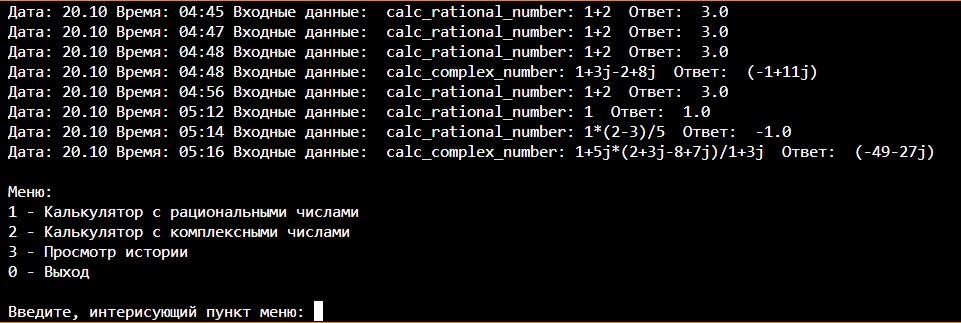 Дата: 20.10 Время: 04:45 Входные данные:  calc_rational_number: 1+2  Ответ:  3.0
Дата: 20.10 Время: 04:47 Входные данные:  calc_rational_number: 1+2  Ответ:  3.0
Дата: 20.10 Время: 04:48 Входные данные:  calc_rational_number: 1+2  Ответ:  3.0
Дата: 20.10 Время: 04:48 Входные данные:  calc_complex_number: 1+3j-2+8j  Ответ:  (-1+11j)
Дата: 20.10 Время: 04:56 Входные данные:  calc_rational_number: 1+2  Ответ:  3.0
Дата: 20.10 Время: 05:12 Входные данные:  calc_rational_number: 1  Ответ:  1.0
Дата: 20.10 Время: 05:14 Входные данные:  calc_rational_number: 1*(2-3)/5  Ответ:  -1.0
Дата: 20.10 Время: 05:16 Входные данные:  calc_complex_number: 1+5j*(2+3j-8+7j)/1+3j  Ответ:  (-49-27j)
Меню:
1 - Калькулятор с рациональными числами
2 - Калькулятор с комплексными числами
3 - Просмотр истории
0 - Выход
Введите, интерисующий пункт меню: